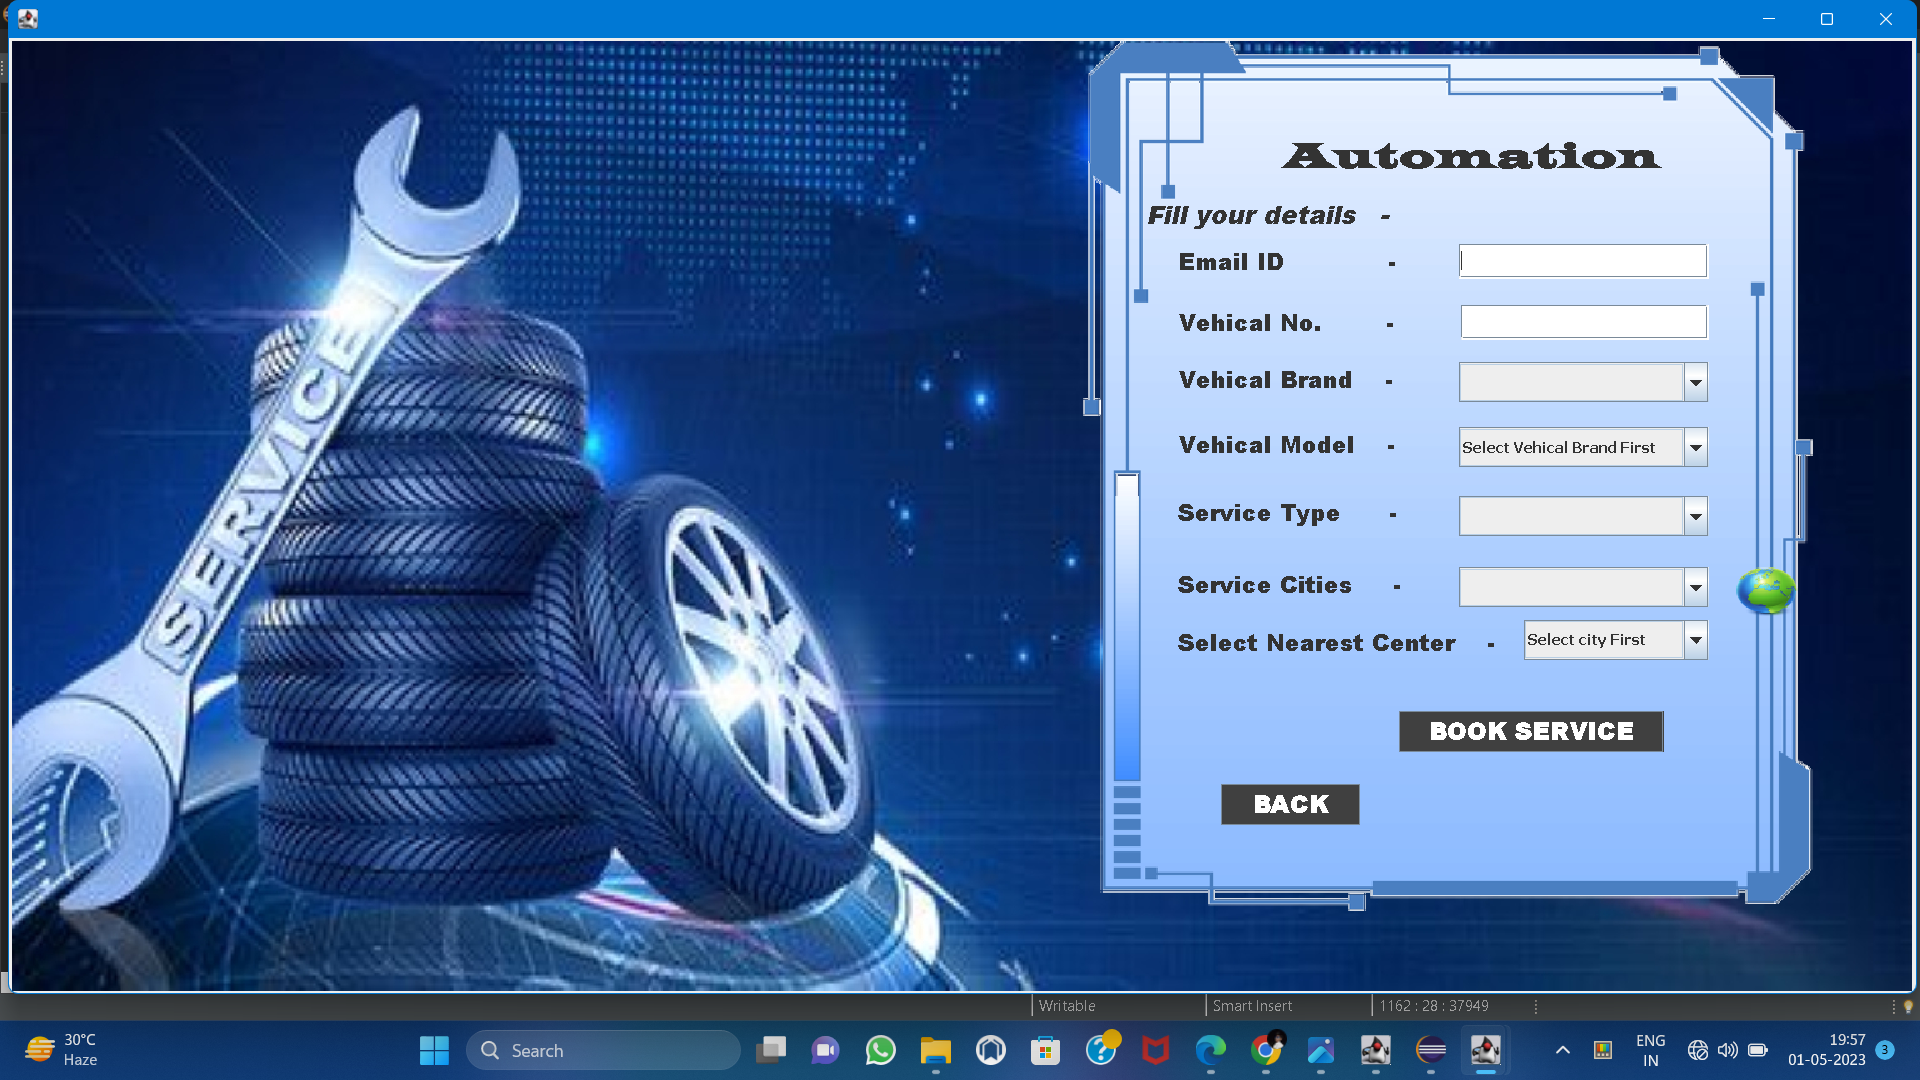 Automation
Fill your details -
Email ID -
Vehical No. -
Vehical Brand -
Vehical Model - Select Vehical Brand First
Service Type -
Service Cities -
Select Nearest Center - Select city First
BOOK SERVICE
BACK
SERVICE
Writable Smart Insert 1162 : 28 : 37949
30°C
Haze
Search
ENG
IN
19:57
01-05-2023
3